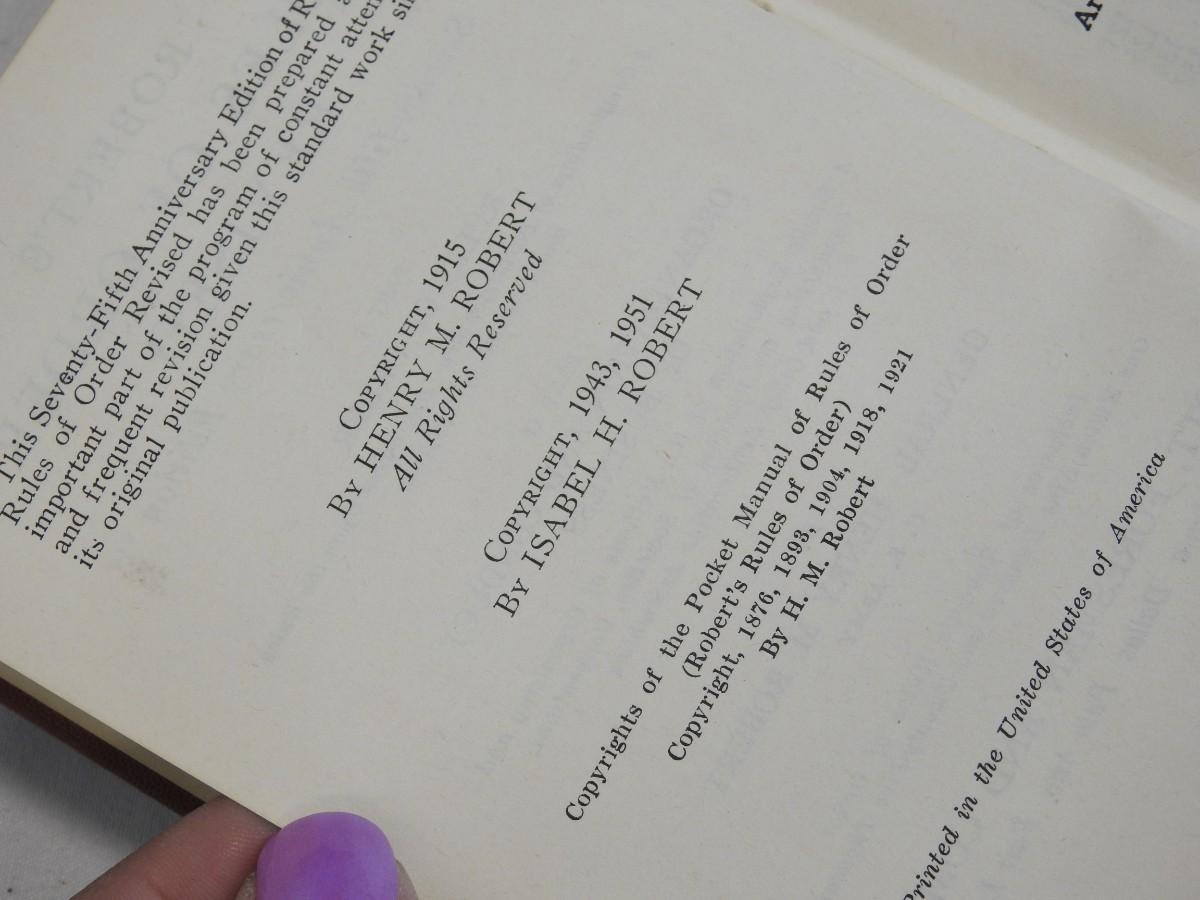 This Seventy-Fifth Anniversary Edition of
Rules of Order Revised has been prepared
important part of the program of constant
and frequent revision given this standard work
its original publication.
COPYRIGHT, 1915
BY HENRY M. ROBERT
All Rights Reserved
COPYRIGHT, 1943, 1951
BY ISABEL H. ROBERT
Copyrights of the Pocket Manual of Rules of Order
(Robert's Rules of Order)
Copyright, 1876, 1893, 1904, 1918, 1921
By H. M. Robert
Printed in the United States of America